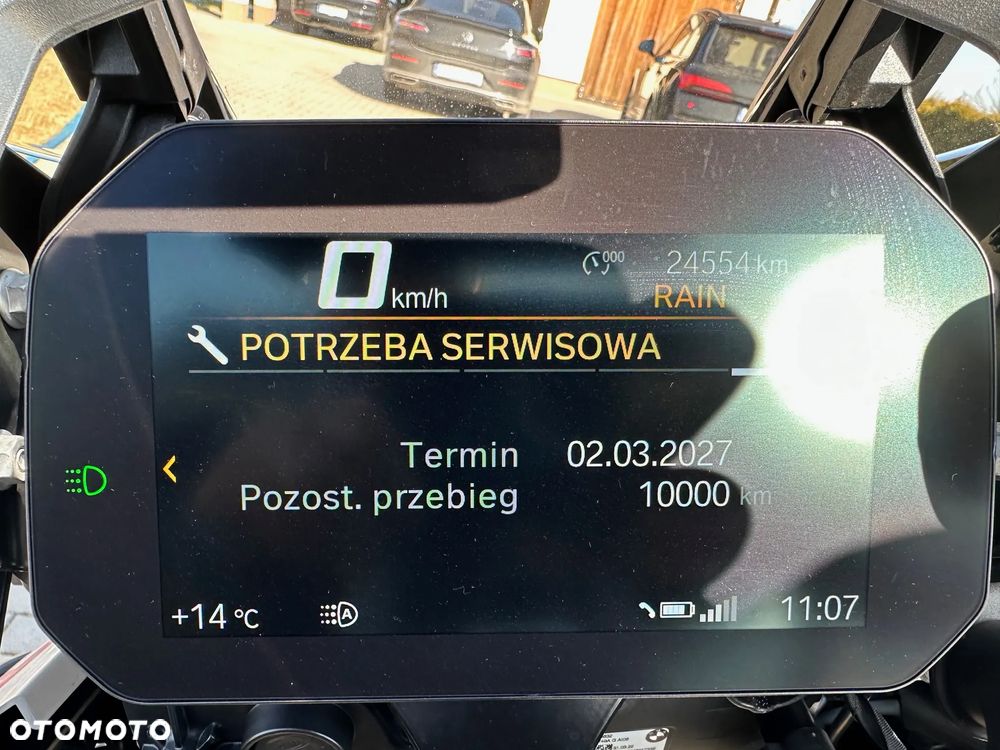 0 km/h
000 24554 km
RAIN
POTRZEBA SERWISOWA
Termin 02.03.2027
Pozost. przebieg 10000 km
+14 °C
A
11:07
OTOMOTO